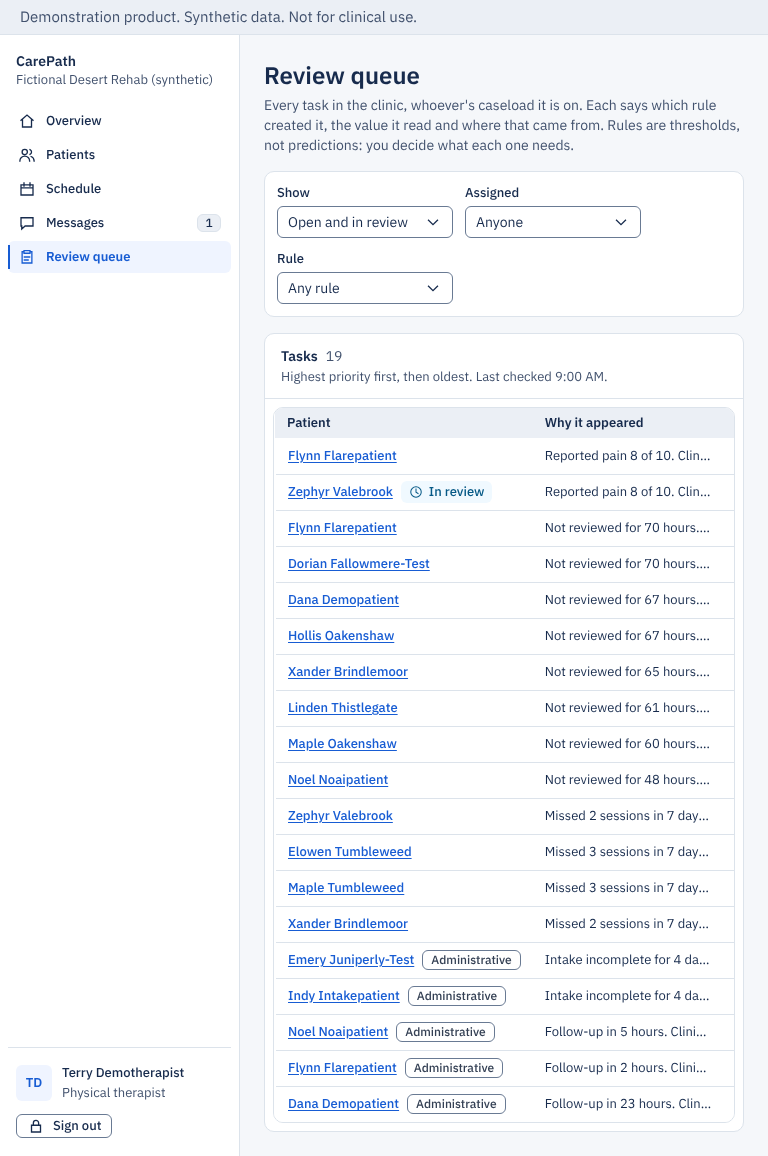 Demonstration product. Synthetic data. Not for clinical use.
CarePath
Fictional Desert Rehab (synthetic)
Overview
Patients
Schedule
Messages 1
Review queue
Terry Demotherapist
TD
Physical therapist
Sign out
Review queue
Every task in the clinic, whoever's caseload it is on. Each says which rule
created it, the value it read and where that came from. Rules are thresholds,
not predictions: you decide what each one needs.
Show Assigned
Open and in review Anyone
Rule
Any rule
Tasks 19
Highest priority first, then oldest. Last checked 9:00 AM.
Patient Why it appeared
Flynn Flarepatient Reported pain 8 of 10. Clin...
Zephyr Valebrook In review Reported pain 8 of 10. Clin...
Flynn Flarepatient Not reviewed for 70 hours....
Dorian Fallowmere-Test Not reviewed for 70 hours....
Dana Demopatient Not reviewed for 67 hours....
Hollis Oakenshaw Not reviewed for 67 hours....
Xander Brindlemoor Not reviewed for 65 hours....
Linden Thistlegate Not reviewed for 61 hours....
Maple Oakenshaw Not reviewed for 60 hours....
Noel Noaipatient Not reviewed for 48 hours....
Zephyr Valebrook Missed 2 sessions in 7 day...
Elowen Tumbleweed Missed 3 sessions in 7 day...
Maple Tumbleweed Missed 3 sessions in 7 day...
Xander Brindlemoor Missed 2 sessions in 7 day...
Emery Juniperly-Test Administrative Intake incomplete for 4 da...
Indy Intakepatient Administrative Intake incomplete for 4 da...
Noel Noaipatient Administrative Follow-up in 5 hours. Clini...
Flynn Flarepatient Administrative Follow-up in 2 hours. Clini...
Dana Demopatient Administrative Follow-up in 23 hours. Clin...